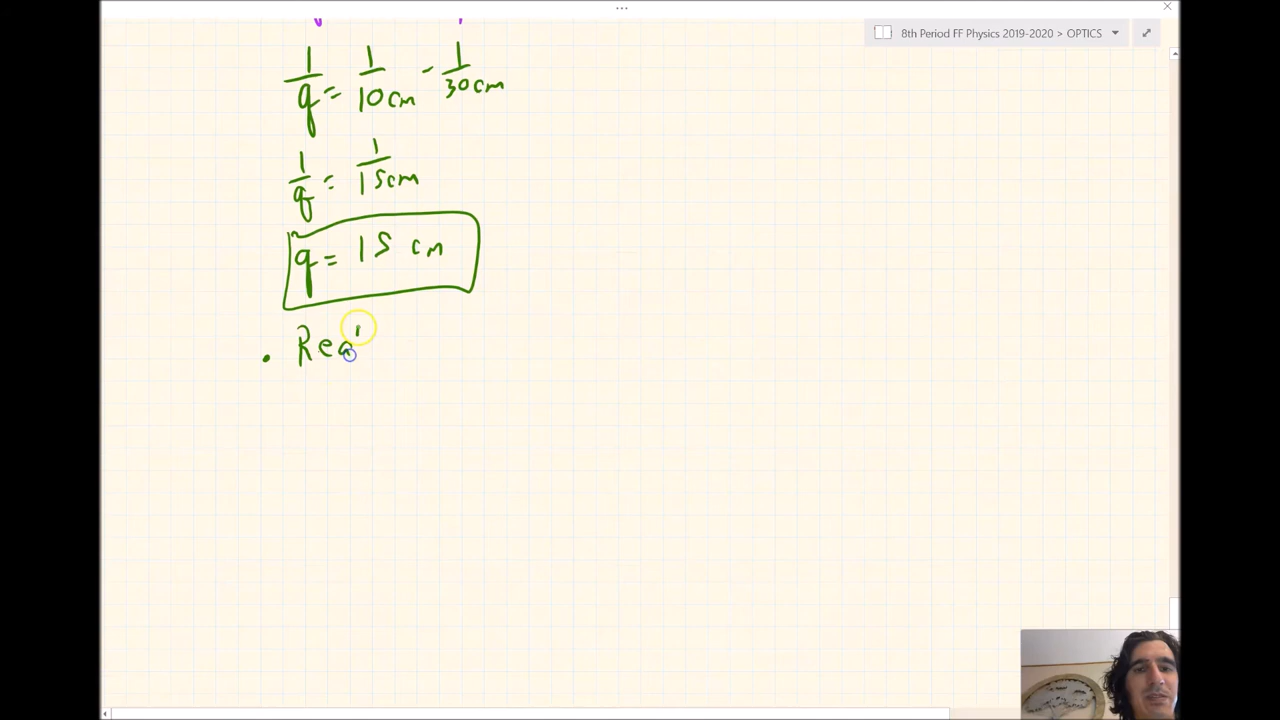 8th Period FF Physics 2019-2020 > OPTICS
1/q = 1/10cm - 1/30cm
1/q = 1/15cm
q = 15 cm
• Rea